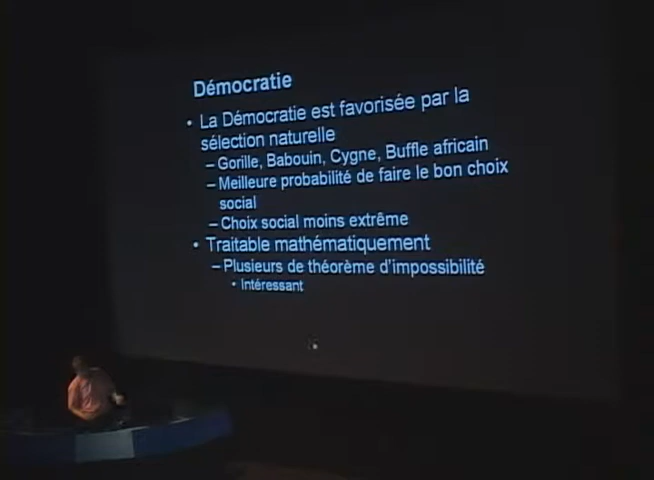 Démocratie
• La Démocratie est favorisée par la
sélection naturelle
– Gorille, Babouin, Cygne, Buffle africain
– Meilleure probabilité de faire le bon choix
social
– Choix social moins extrême
• Traitable mathématiquement
– Plusieurs de théorème d'impossibilité
• Intéressant